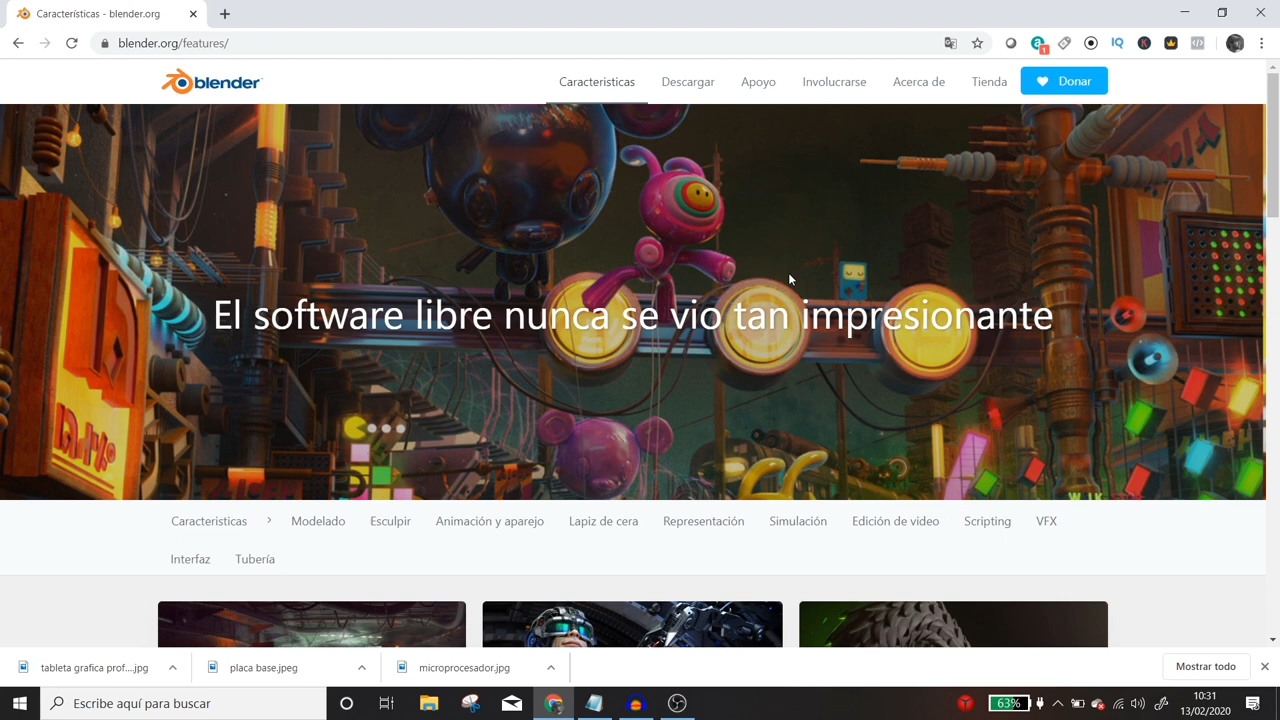 Características - blender.org
blender.org/features/
1
IQ
K
blender
Caracteristicas Descargar Apoyo Involucrarse Acerca de Tienda Donar
El software libre nunca se vio tan impresionante
Caracteristicas > Modelado Esculpir Animación y aparejo Lapiz de cera Representación Simulación Edición de video Scripting VFX
Interfaz Tubería
tableta grafica prof....jpg placa base.jpeg microprocesador.jpg Mostrar todo
Escribe aquí para buscar
63%
10:31
13/02/2020